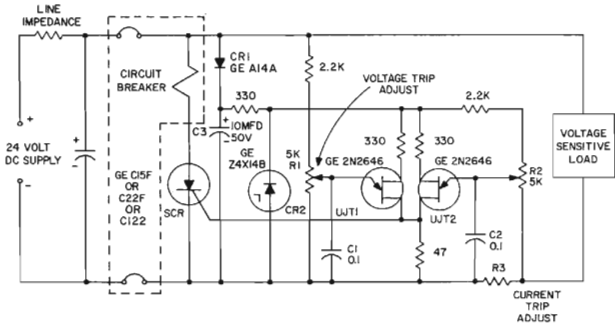 LINE
IMPEDANCE
CIRCUIT
BREAKER
CR1
GE A14A
2.2K
VOLTAGE TRIP
ADJUST
2.2K
330
C3
10MFD
50V
+
-
24 VOLT
DC SUPPLY
+
-
+
GE C15F
OR
C22F
OR
C122
SCR
GE
Z4X14B
CR2
5K
R1
330
330
GE 2N2646
GE 2N2646
UJT1
UJT2
VOLTAGE
SENSITIVE
LOAD
R2
5K
C1
0.1
47
C2
0.1
R3
CURRENT
TRIP
ADJUST